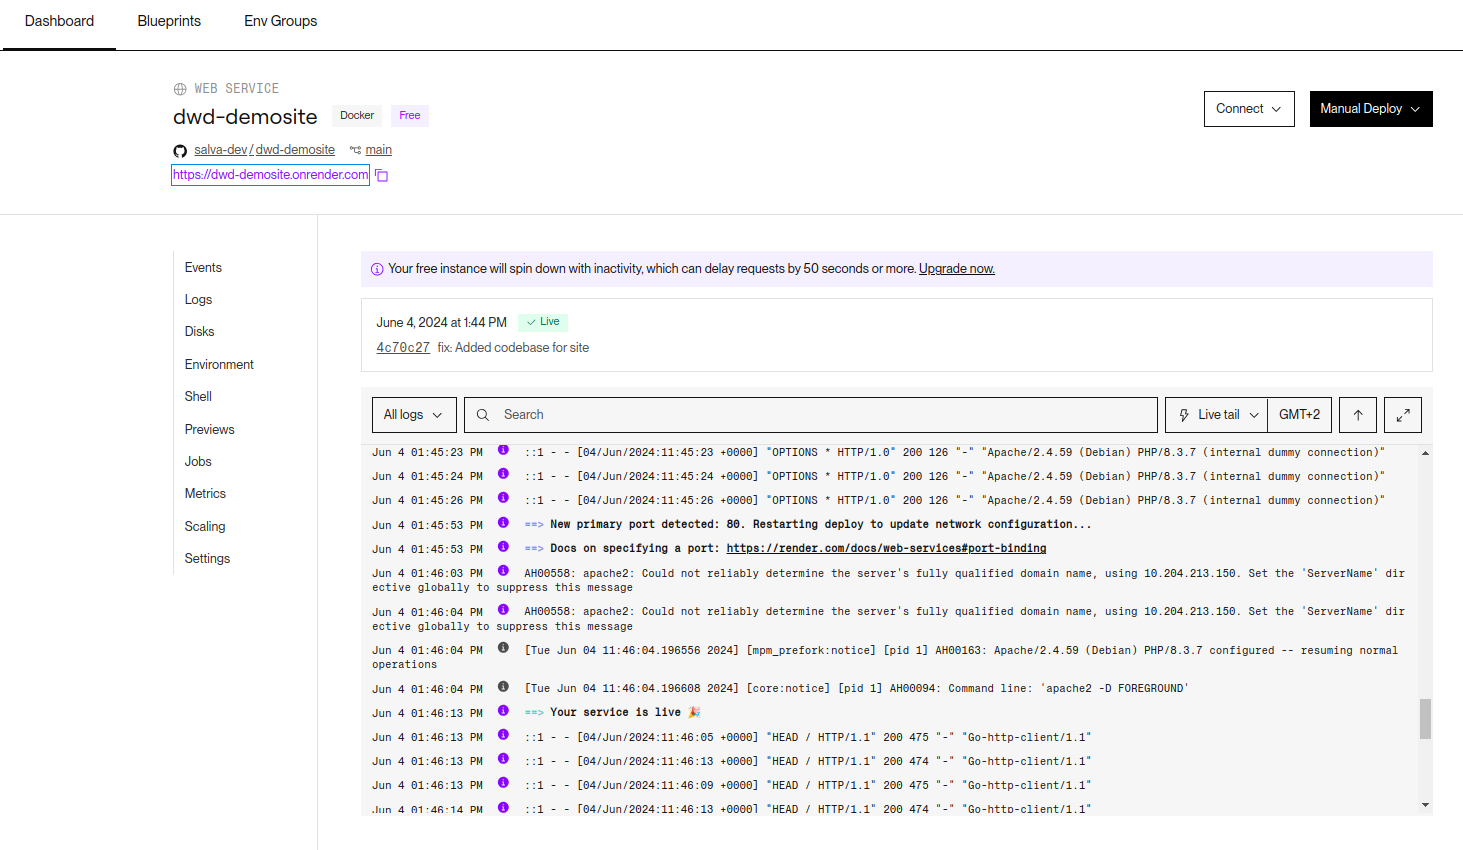 Dashboard Blueprints Env Groups
WEB SERVICE
dwd-demosite Docker Free
Connect Manual Deploy
salva-dev / dwd-demosite main
https://dwd-demosite.onrender.com
Events
Logs
Disks
Environment
Shell
Previews
Jobs
Metrics
Scaling
Settings
Your free instance will spin down with inactivity, which can delay requests by 50 seconds or more. Upgrade now.
June 4, 2024 at 1:44 PM Live
4c70c27 fix: Added codebase for site
All logs Search Live tail GMT+2
Jun 4 01:45:23 PM ::1 - - [04/Jun/2024:11:45:23 +0000] "OPTIONS * HTTP/1.0" 200 126 "-" "Apache/2.4.59 (Debian) PHP/8.3.7 (internal dummy connection)"
Jun 4 01:45:24 PM ::1 - - [04/Jun/2024:11:45:24 +0000] "OPTIONS * HTTP/1.0" 200 126 "-" "Apache/2.4.59 (Debian) PHP/8.3.7 (internal dummy connection)"
Jun 4 01:45:26 PM ::1 - - [04/Jun/2024:11:45:26 +0000] "OPTIONS * HTTP/1.0" 200 126 "-" "Apache/2.4.59 (Debian) PHP/8.3.7 (internal dummy connection)"
Jun 4 01:45:53 PM ==> New primary port detected: 80. Restarting deploy to update network configuration...
Jun 4 01:45:53 PM ==> Docs on specifying a port: https://render.com/docs/web-services#port-binding
Jun 4 01:46:03 PM AH00558: apache2: Could not reliably determine the server's fully qualified domain name, using 10.204.213.150. Set the 'ServerName' dir
ective globally to suppress this message
Jun 4 01:46:04 PM AH00558: apache2: Could not reliably determine the server's fully qualified domain name, using 10.204.213.150. Set the 'ServerName' dir
ective globally to suppress this message
Jun 4 01:46:04 PM [Tue Jun 04 11:46:04.196556 2024] [mpm_prefork:notice] [pid 1] AH00163: Apache/2.4.59 (Debian) PHP/8.3.7 configured -- resuming normal
operations
Jun 4 01:46:04 PM [Tue Jun 04 11:46:04.196608 2024] [core:notice] [pid 1] AH00094: Command line: 'apache2 -D FOREGROUND'
Jun 4 01:46:13 PM ==> Your service is live 🎉
Jun 4 01:46:13 PM ::1 - - [04/Jun/2024:11:46:05 +0000] "HEAD / HTTP/1.1" 200 475 "-" "Go-http-client/1.1"
Jun 4 01:46:13 PM ::1 - - [04/Jun/2024:11:46:13 +0000] "HEAD / HTTP/1.1" 200 474 "-" "Go-http-client/1.1"
Jun 4 01:46:13 PM ::1 - - [04/Jun/2024:11:46:09 +0000] "HEAD / HTTP/1.1" 200 475 "-" "Go-http-client/1.1"
Jun 4 01:46:14 PM ::1 - - [04/Jun/2024:11:46:13 +0000] "HEAD / HTTP/1.1" 200 474 "-" "Go-http-client/1.1"